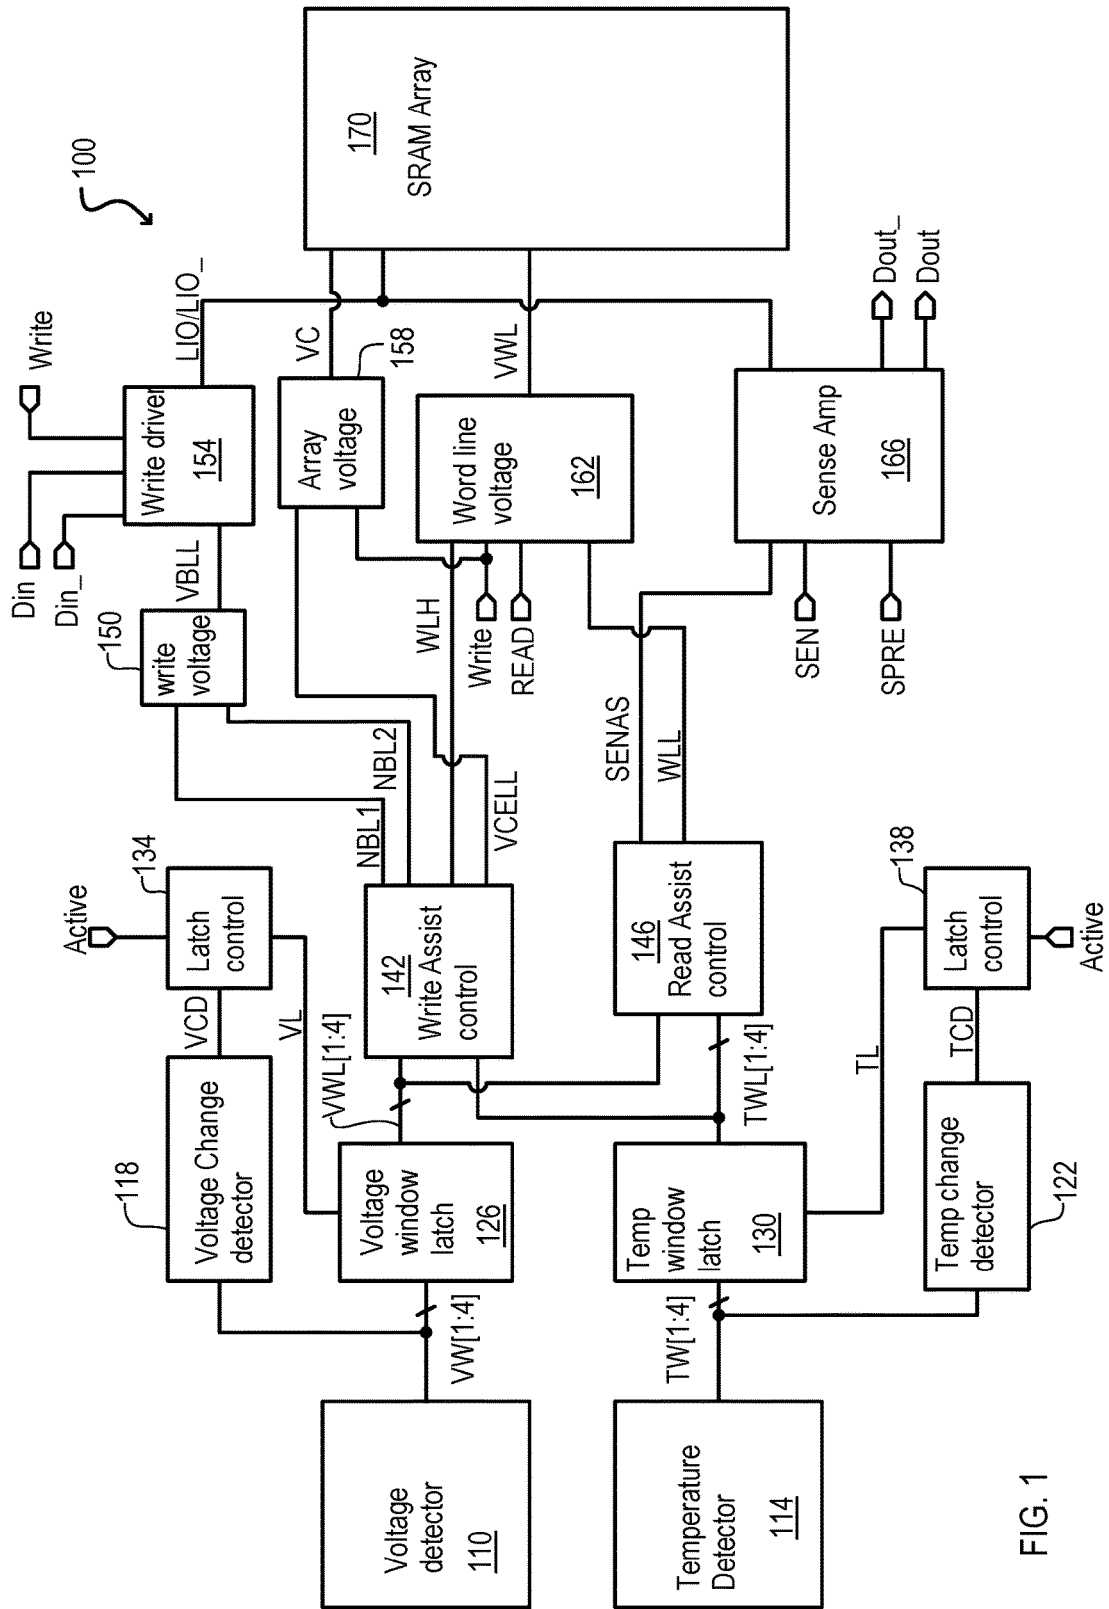 100
Voltage
detector
110
Temperature
Detector
114
VW[1:4]
TW[1:4]
118
Voltage Change
detector
Voltage
window
latch
126
Temp
window
latch
130
Temp change
detector
122
VCD
VL
VWL[1:4]
TWL[1:4]
TL
TCD
Active
134
Latch
control
142
Write Assist
control
146
Read Assist
control
138
Latch
control
Active
NBL1
NBL2
WLH
VCELL
SENAS
WLL
150
write
voltage
Din
Din_
VBLL
Write
READ
SEN
SPRE
Write driver
154
Write
Array
voltage
158
Word line
voltage
162
Sense Amp
166
LIO/LIO_
VC
VWL
Dout_
Dout
170
SRAM Array
FIG. 1